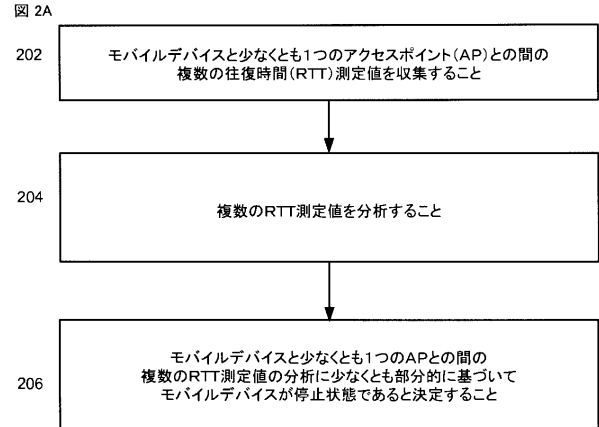 図 2A
202
モバイルデバイスと少なくとも1つのアクセスポイント(AP)との間の
複数の往復時間(RTT)測定値を収集すること
204
複数のRTT測定値を分析すること
206
モバイルデバイスと少なくとも1つのAPとの間の
複数のRTT測定値の分析に少なくとも部分的に基づいて
モバイルデバイスが停止状態であると決定すること